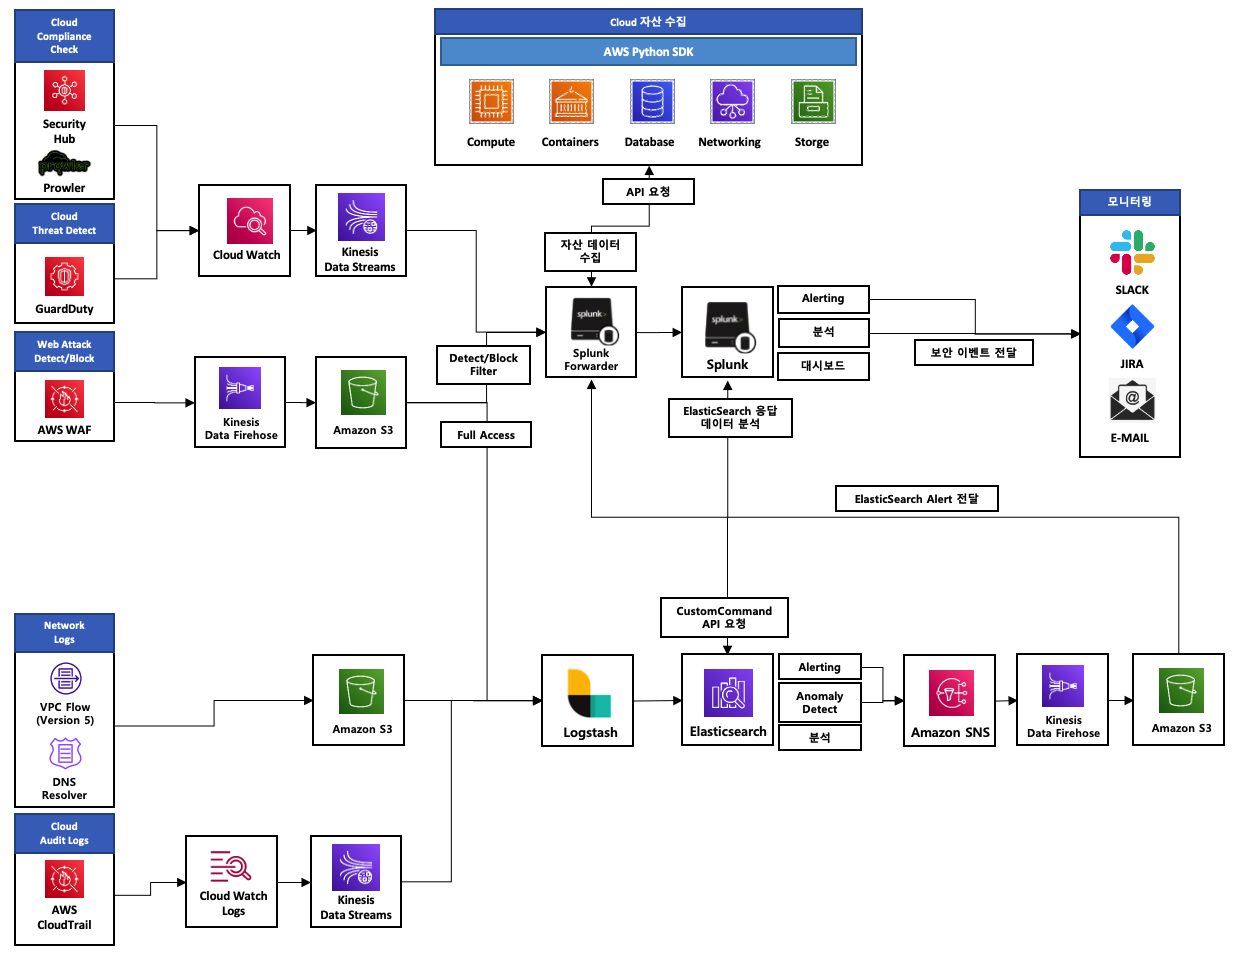 Cloud
Compliance
Check
Security
Hub
prowler
Prowler
Cloud
Threat Detect
GuardDuty
Web Attack
Detect/Block
AWS WAF
Cloud Watch
Kinesis
Data Streams
Kinesis
Data Firehose
Amazon S3
Cloud 자산 수집
AWS Python SDK
Compute
Containers
Database
Networking
Storge
API 요청
자산 데이터
수집
Detect/Block
Filter
Full Access
splunk>
Splunk
Forwarder
splunk>
Splunk
Alerting
분석
대시보드
보안 이벤트 전달
모니터링
SLACK
JIRA
@
E-MAIL
ElasticSearch 응답
데이터 분석
ElasticSearch Alert 전달
CustomCommand
API 요청
Network
Logs
VPC Flow
(Version 5)
DNS
Resolver
Amazon S3
Logstash
Elasticsearch
Alerting
Anomaly
Detect
분석
Amazon SNS
Kinesis
Data Firehose
Amazon S3
Cloud
Audit Logs
AWS
CloudTrail
Cloud Watch
Logs
Kinesis
Data Streams